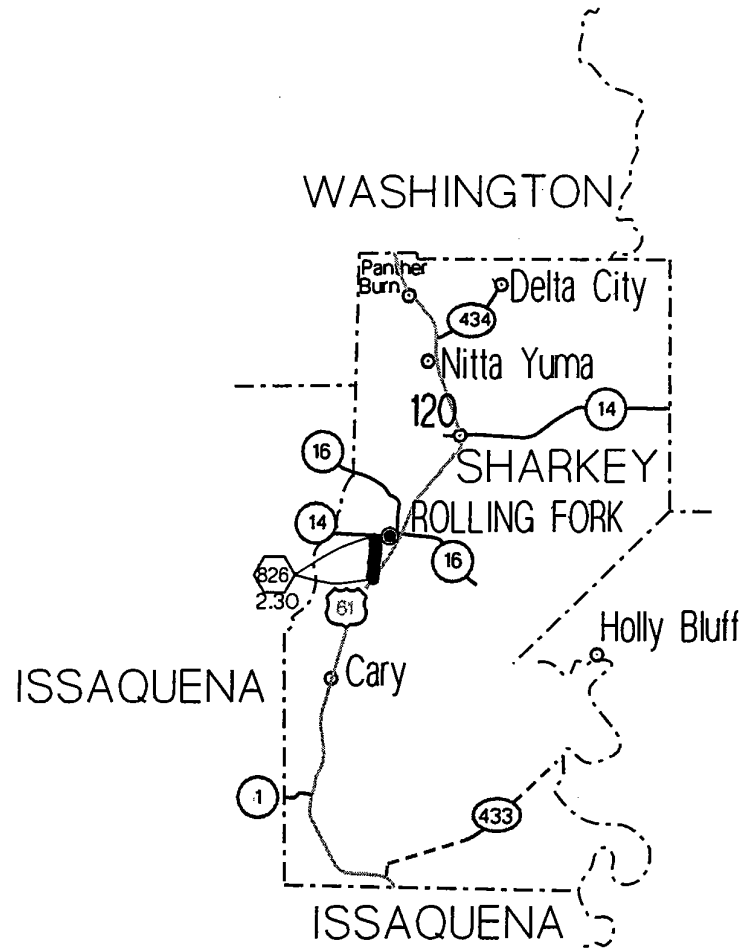 WASHINGTON
Panther
Burn
Delta City
434
Nitta Yuma
120
14
16
SHARKEY
14
ROLLING FORK
16
826
2.30
61
Holly Bluff
ISSAQUENA
Cary
1
433
ISSAQUENA